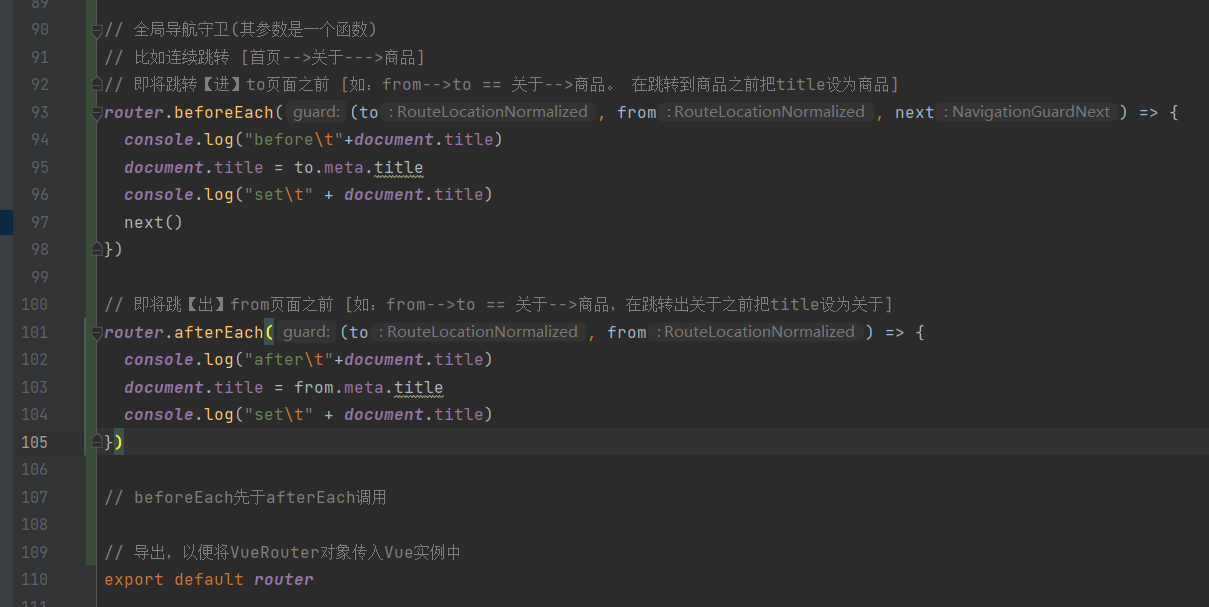 89
90 // 全局导航守卫(其参数是一个函数)
91 // 比如连续跳转 [首页-->关于--->商品]
92 // 即将跳转【进】to页面之前 [如: from-->to == 关于-->商品。 在跳转到商品之前把title设为商品]
93 router.beforeEach( guard: (to : RouteLocationNormalized , from : RouteLocationNormalized , next : NavigationGuardNext ) => {
94 console.log("before\t"+document.title)
95 document.title = to.meta.title
96 console.log("set\t" + document.title)
97 next()
98 })
99
100 // 即将跳【出】from页面之前 [如: from-->to == 关于-->商品, 在跳转出关于之前把title设为关于]
101 router.afterEach( guard: (to : RouteLocationNormalized , from : RouteLocationNormalized ) => {
102 console.log("after\t"+document.title)
103 document.title = from.meta.title
104 console.log("set\t" + document.title)
105 })
106
107 // beforeEach先于afterEach调用
108
109 // 导出, 以便将VueRouter对象传入Vue实例中
110 export default router
111